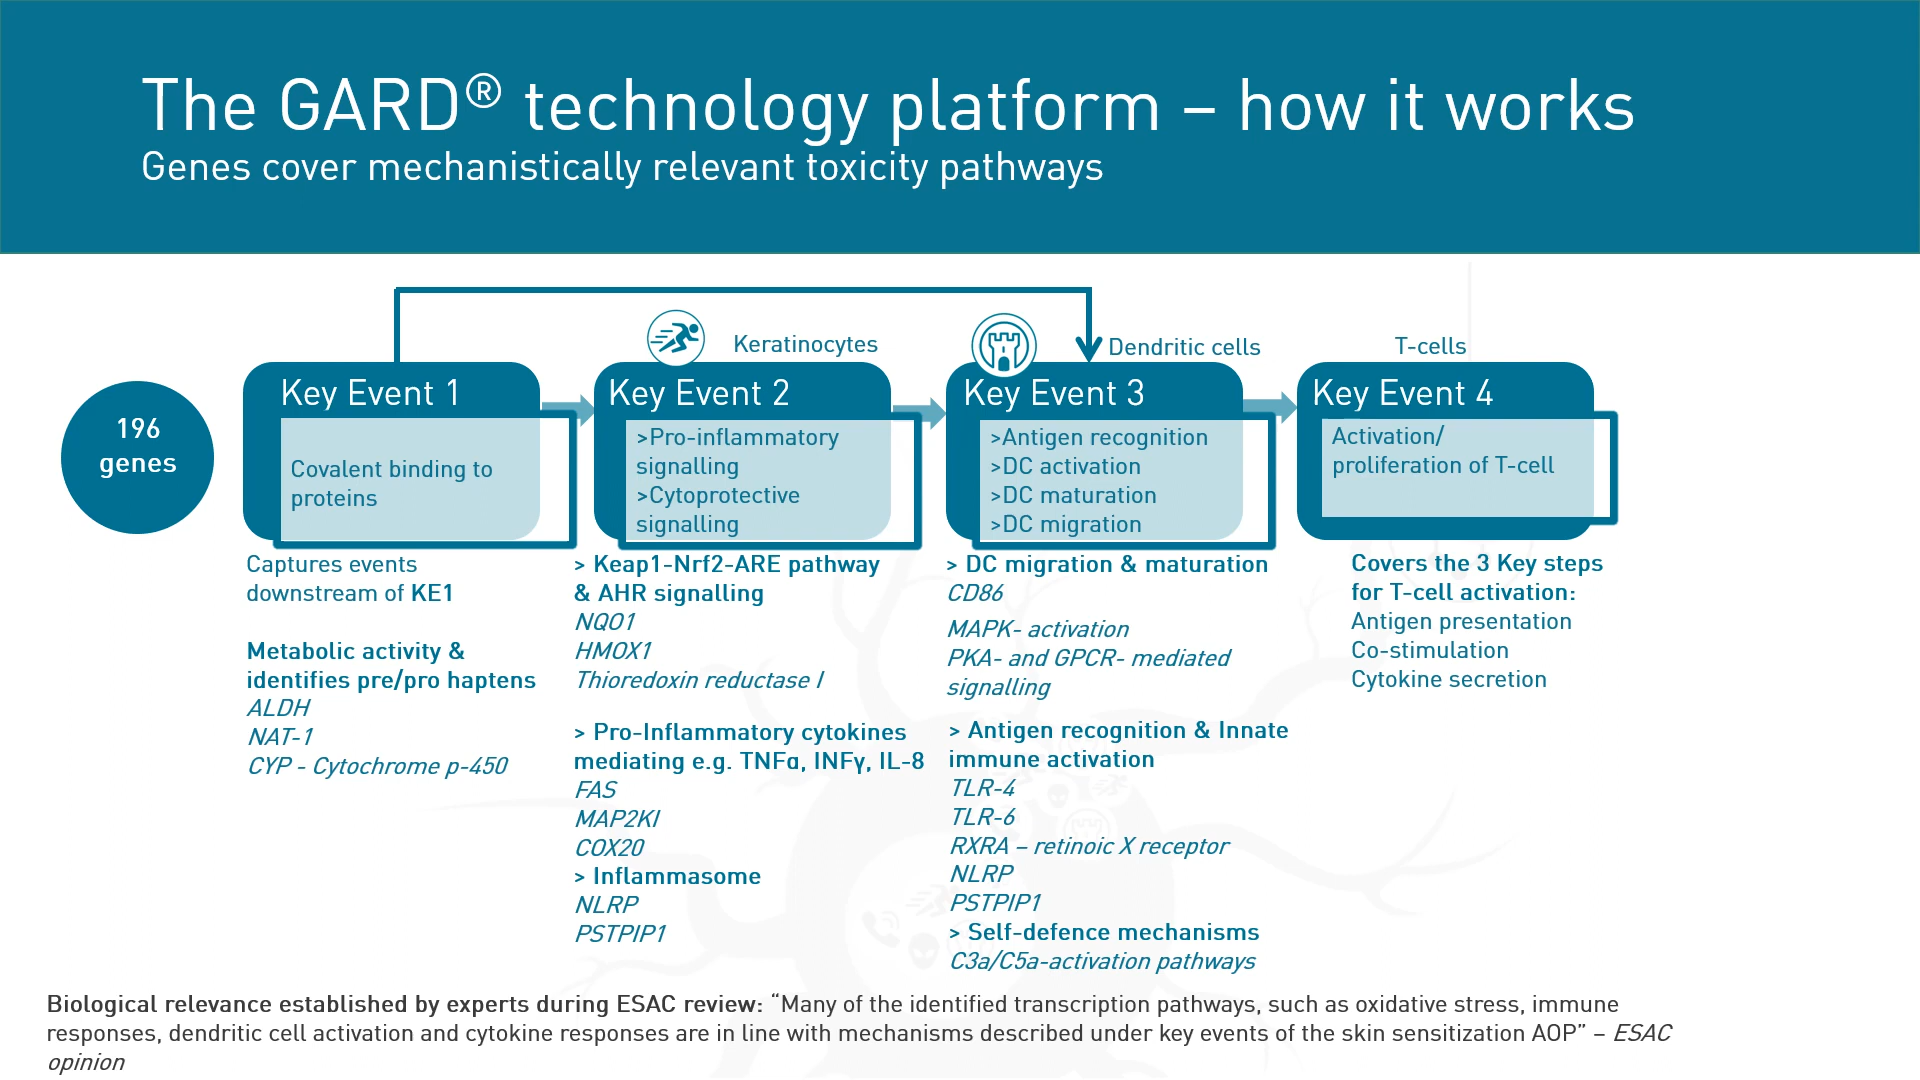 The GARD® technology platform – how it works
Genes cover mechanistically relevant toxicity pathways
196
genes
Key Event 1
Covalent binding to
proteins
Captures events
downstream of KE1
Metabolic activity &
identifies pre/pro haptens
ALDH
NAT-1
CYP - Cytochrome p-450
Keratinocytes
Key Event 2
>Pro-inflammatory
signalling
>Cytoprotective
signalling
> Keap1-Nrf2-ARE pathway
& AHR signalling
NQO1
HMOX1
Thioredoxin reductase I
> Pro-Inflammatory cytokines
mediating e.g. TNFɑ, INFγ, IL-8
FAS
MAP2KI
COX20
> Inflammasome
NLRP
PSTPIP1
Dendritic cells
Key Event 3
>Antigen recognition
>DC activation
>DC maturation
>DC migration
> DC migration & maturation
CD86
MAPK- activation
PKA- and GPCR- mediated
signalling
> Antigen recognition & Innate
immune activation
TLR-4
TLR-6
RXRA – retinoic X receptor
NLRP
PSTPIP1
> Self-defence mechanisms
C3a/C5a-activation pathways
T-cells
Key Event 4
Activation/
proliferation of T-cell
Covers the 3 Key steps
for T-cell activation:
Antigen presentation
Co-stimulation
Cytokine secretion
Biological relevance established by experts during ESAC review: “Many of the identified transcription pathways, such as oxidative stress, immune
responses, dendritic cell activation and cytokine responses are in line with mechanisms described under key events of the skin sensitization AOP” – ESAC
opinion